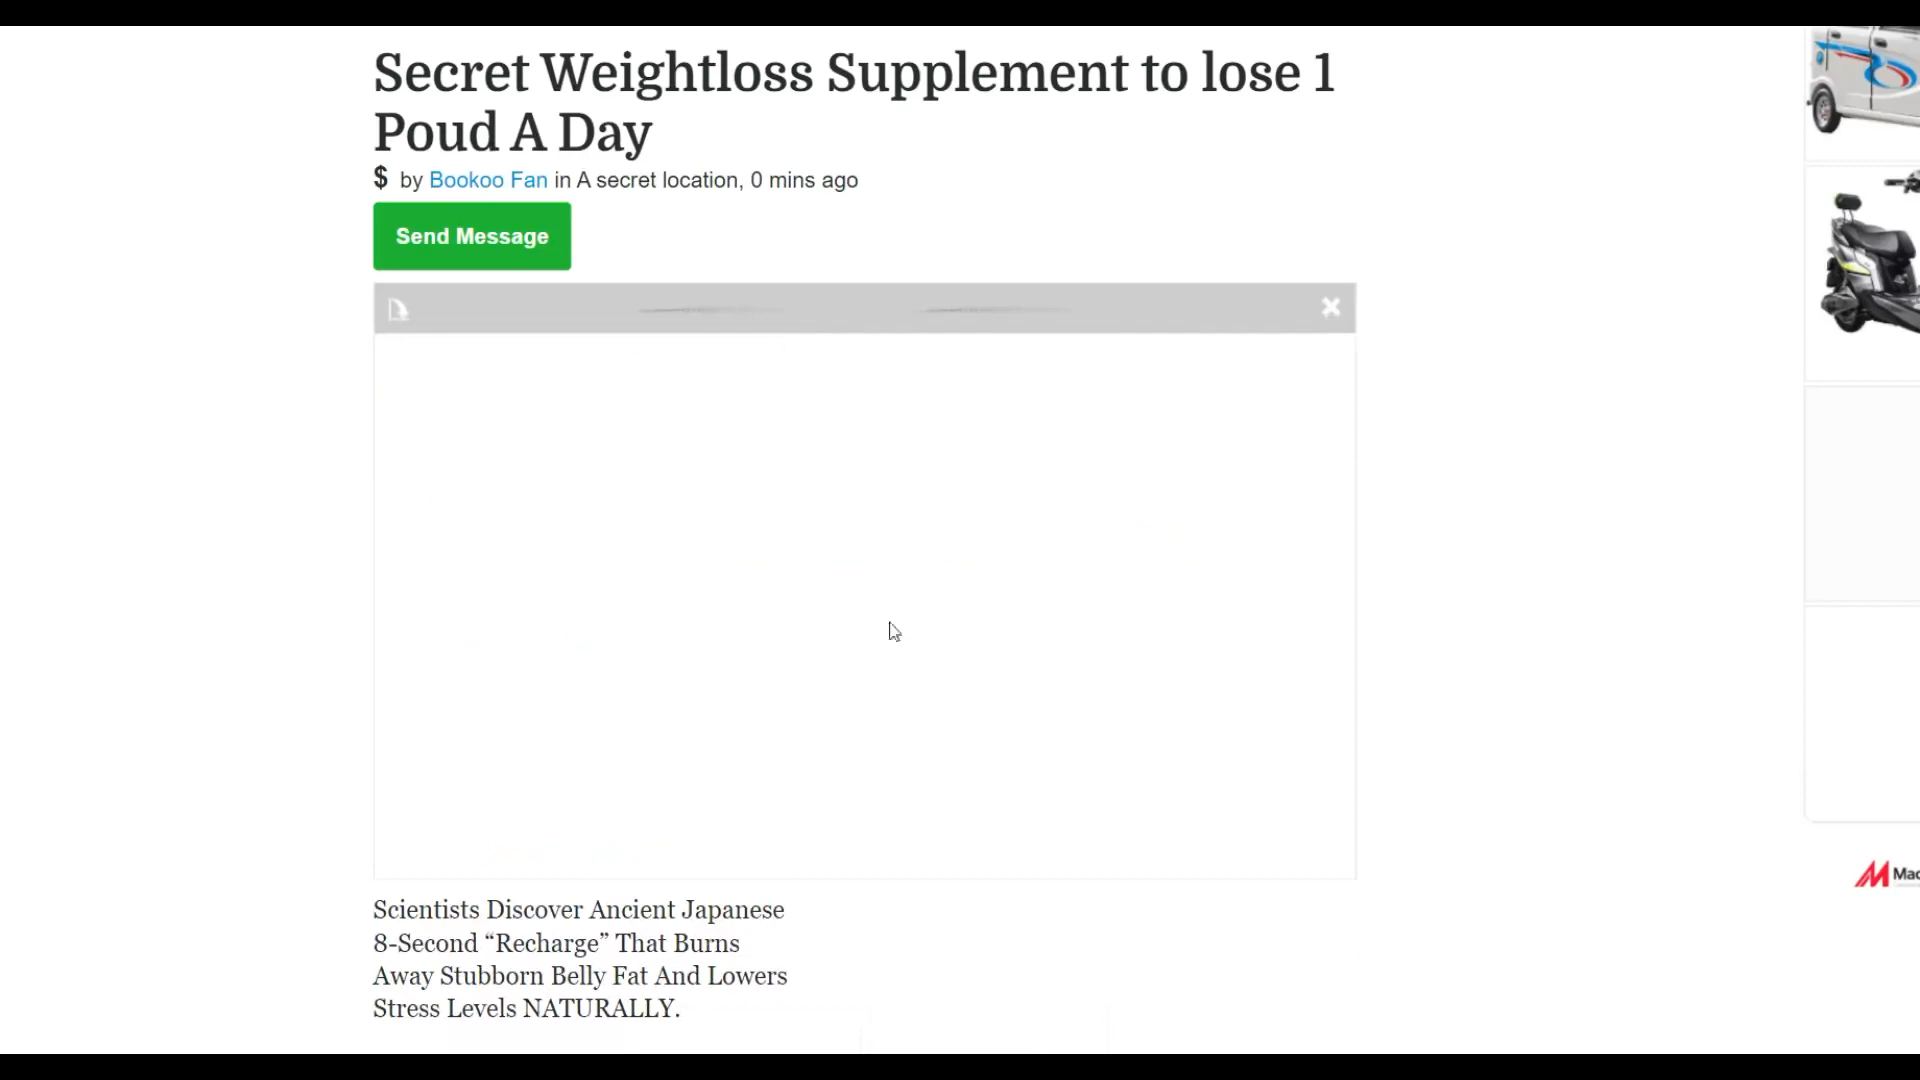 Secret Weightloss Supplement to lose 1
Poud A Day
$ by Bookoo Fan in A secret location, 0 mins ago
Send Message
Scientists Discover Ancient Japanese
8-Second “Recharge” That Burns
Away Stubborn Belly Fat And Lowers
Stress Levels NATURALLY.